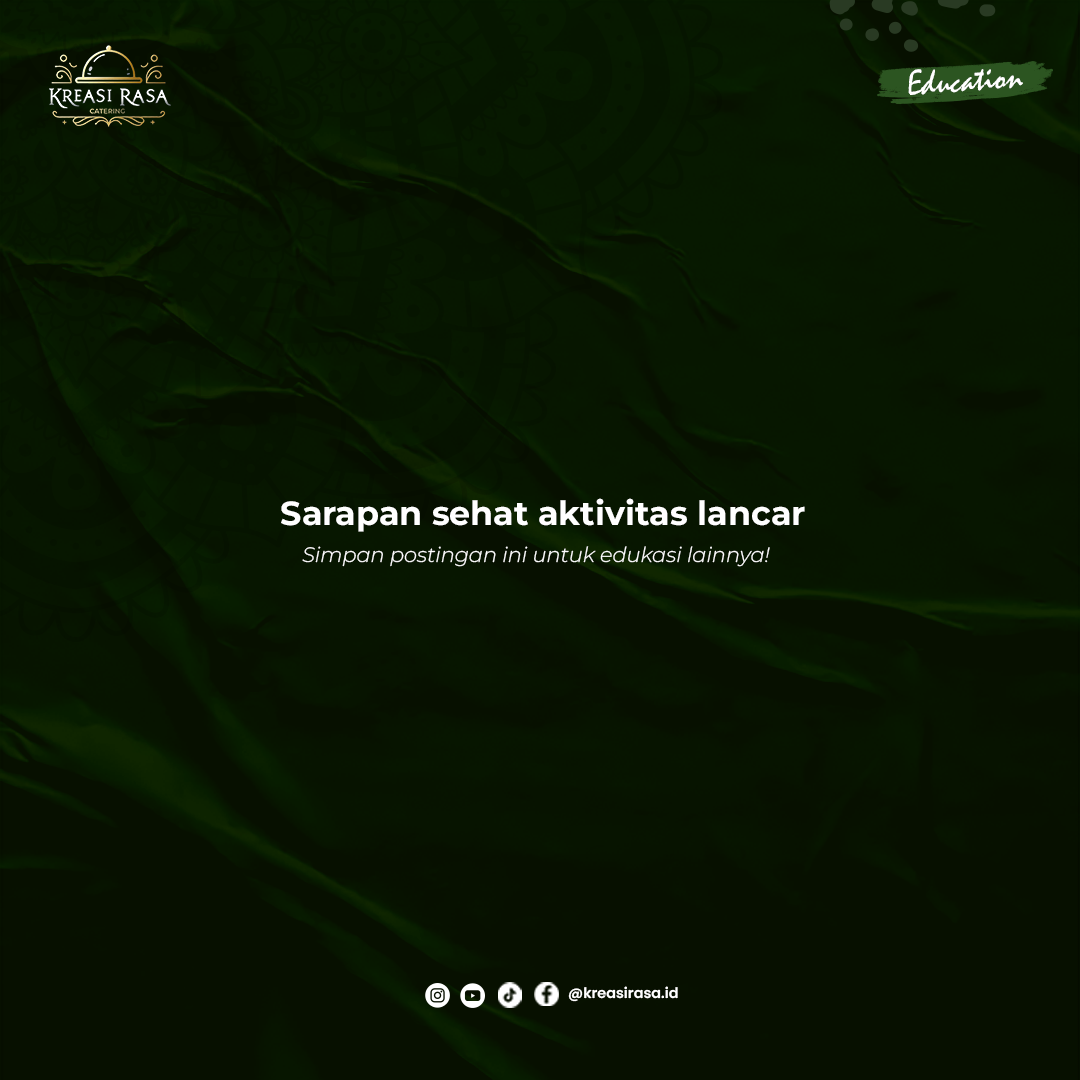 KREASI RASA
CATERING
Education
Sarapan sehat aktivitas lancar
Simpan postingan ini untuk edukasi lainnya!
@kreasirasa.id